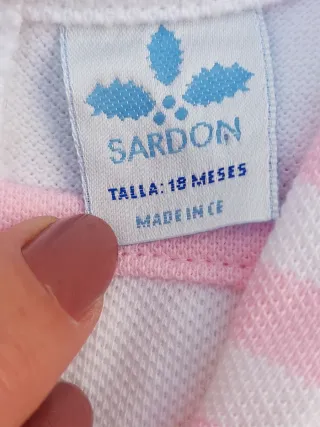 SARDON
TALLA: 18 MESES
MADE IN CE